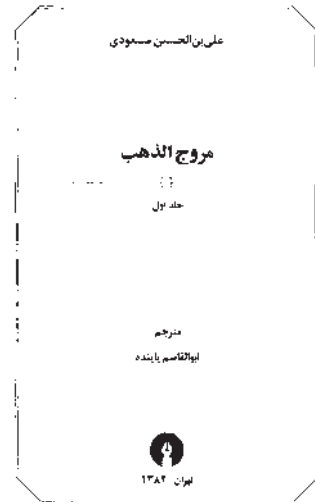 علی‌بن‌الحسین مسعودی
مروج الذهب
جلد اول
مترجم
ابوالقاسم پاینده
تهران ۱۳۸۲